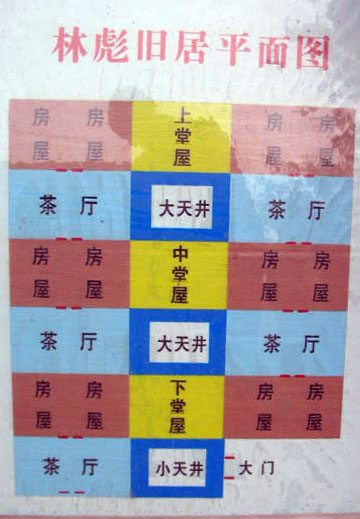 林彪旧居平面图
房屋 房屋 上堂屋 房屋 房屋
茶厅 大天井 茶厅
房屋 房屋 中堂屋 房屋 房屋
茶厅 大天井 茶厅
房屋 房屋 下堂屋 房屋 房屋
茶厅 小天井 大门